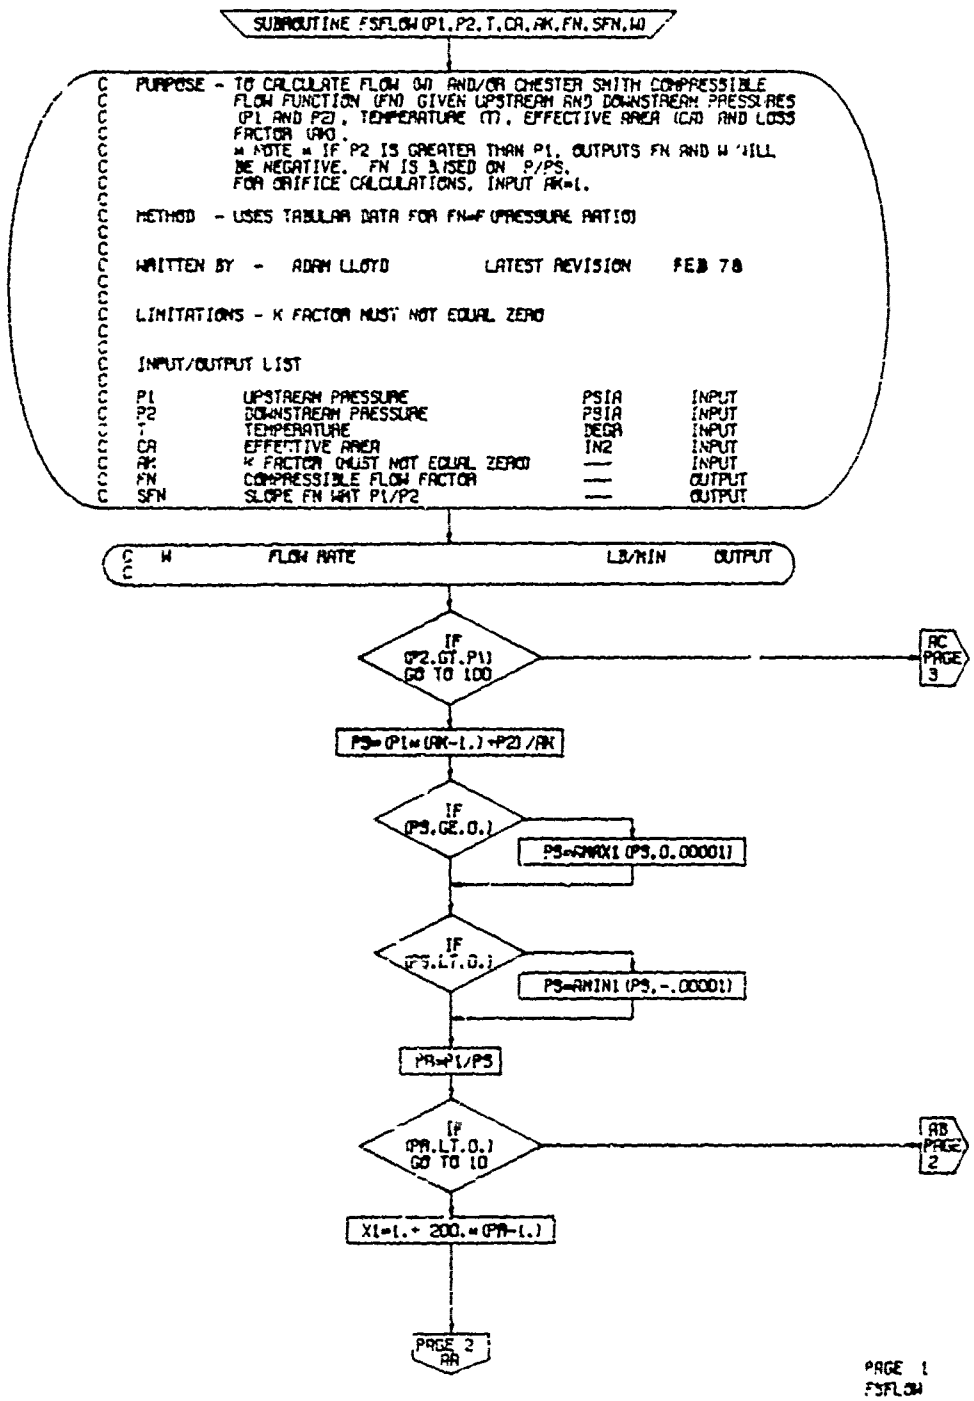 SUBROUTINE FSFLOW(P1,P2,T,CA,AK,FN,SFN,W)
C PURPOSE - TO CALCULATE FLOW (W) AND/OR CHESTER SMITH COMPRESSIBLE
C FLOW FUNCTION (FN) GIVEN UPSTREAM AND DOWNSTREAM PRESSURES
C (P1 AND P2), TEMPERATURE (T), EFFECTIVE AREA (CA) AND LOSS
C FACTOR (AK).
C * NOTE * IF P2 IS GREATER THAN P1, OUTPUTS FN AND W WILL
C BE NEGATIVE. FN IS BASED ON P/PS.
C FOR ORIFICE CALCULATIONS, INPUT AK=1.
C
C METHOD - USES TABULAR DATA FOR FN=F(PRESSURE RATIO)
C
C
C WRITTEN BY - ADAM LLOYD LATEST REVISION FEB 78
C
C
C LIMITATIONS - K FACTOR MUST NOT EQUAL ZERO
C
C
C INPUT/OUTPUT LIST
C
C P1 UPSTREAM PRESSURE PSIA INPUT
C P2 DOWNSTREAM PRESSURE PSIA INPUT
C T TEMPERATURE DEGR INPUT
C CA EFFECTIVE AREA IN2 INPUT
C AK K FACTOR (MUST NOT EQUAL ZERO) --- INPUT
C FN COMPRESSIBLE FLOW FACTOR --- OUTPUT
C SFN SLOPE FN WRT P1/P2 --- OUTPUT
C W FLOW RATE LB/MIN OUTPUT
C
IF
(P2.GT.P1)
GO TO 100
AC
PAGE
3
PS=(P1*(AK-1.)+P2)/AK
IF
(PS.GE.0.)
PS=AMAX1(PS,0.00001)
IF
(PS.LT.0.)
PS=AMIN1(PS,-.00001)
PR=P1/PS
IF
(PR.LT.0.)
GO TO 10
AB
PAGE
2
X1=1.+ 200.*(PR-1.)
PAGE 2
AA
PAGE 1
FSFLOW